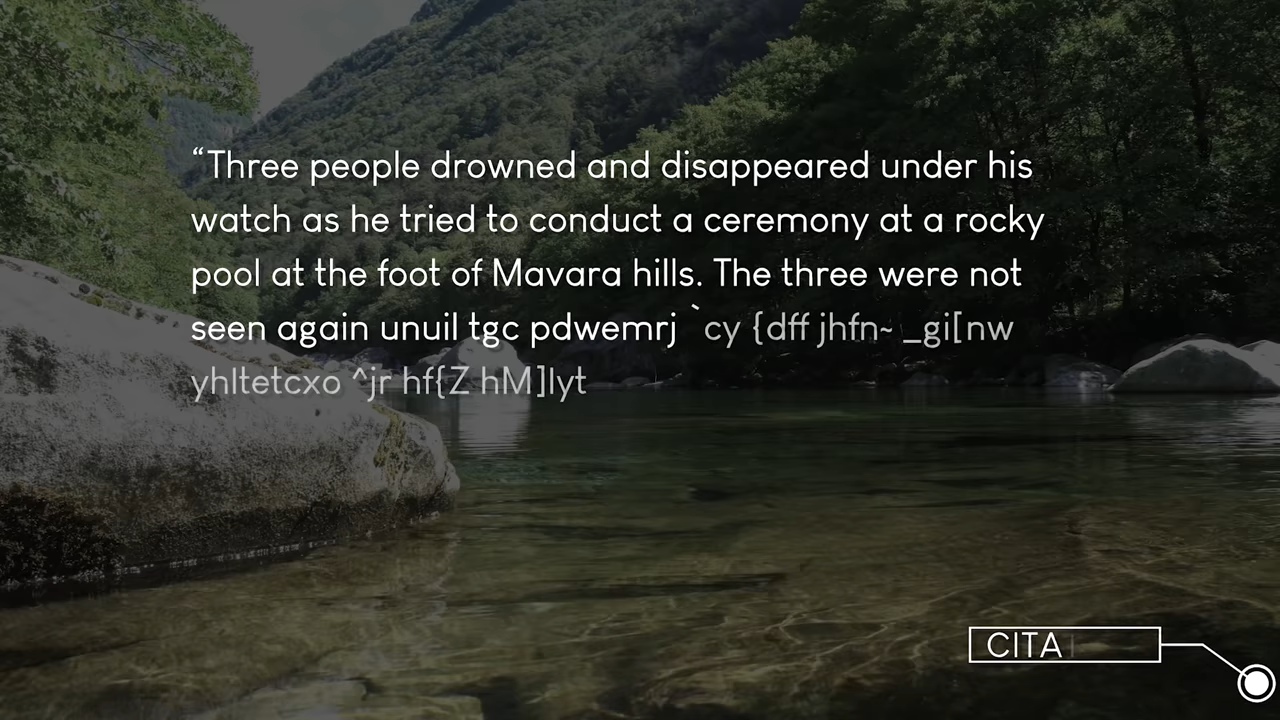 “Three people drowned and disappeared under his
watch as he tried to conduct a ceremony at a rocky
pool at the foot of Mavara hills. The three were not
seen again unuil tgc pdwemrj `cy {dff jhfn~ _gi[nw
yhltetcxo ^jr hf{Z hM]lyt
CITA